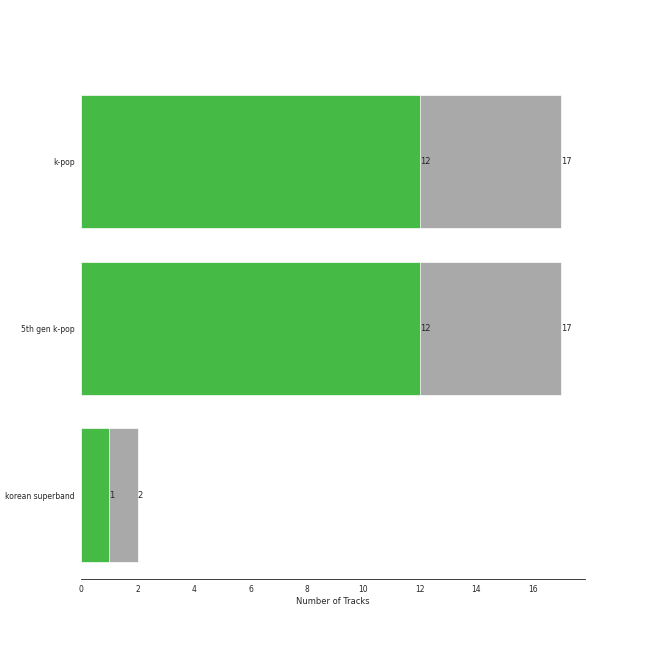 k-pop 12 17
5th gen k-pop 12 17
korean superband 1 2
0 2 4 6 8 10 12 14 16
Number of Tracks